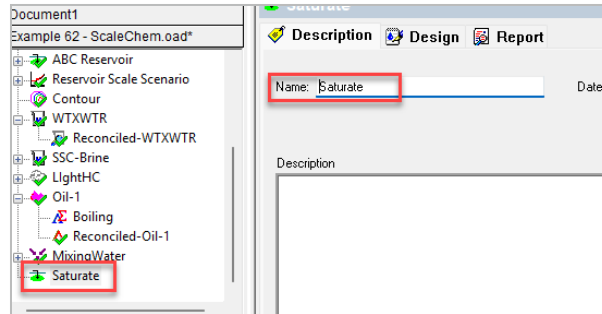 Document1
Example 62 - ScaleChem.oad*
ABC Reservoir
Reservoir Scale Scenario
Contour
WTXWTR
Reconciled-WTXWTR
SSC-Brine
LIghtHC
Oil-1
Boiling
Reconciled-Oil-1
MixingWater
Saturate
Saturate
Description Design Report
Name: Saturate Date
Description